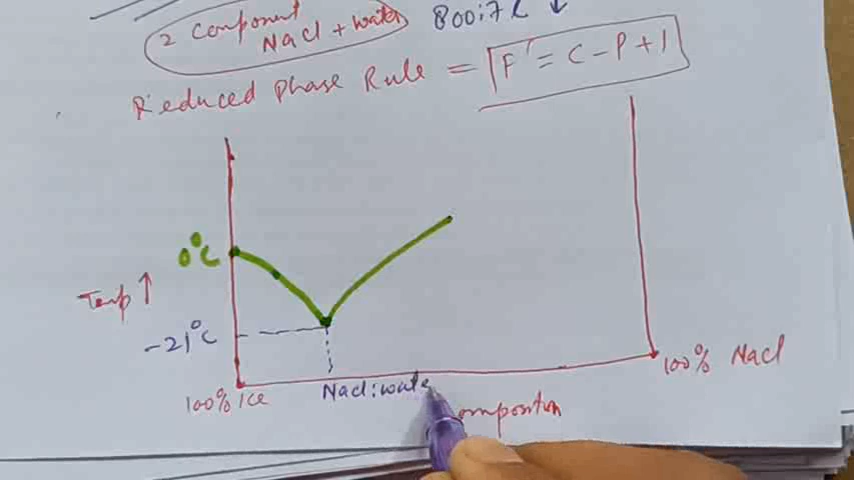 2 Component
Nacl + water
800:7
Reduced Phase Rule = F' = C - P + 1
0°C
Temp ↑
-21°C
100% Ice
Nacl:wate
omposition
100% Nacl